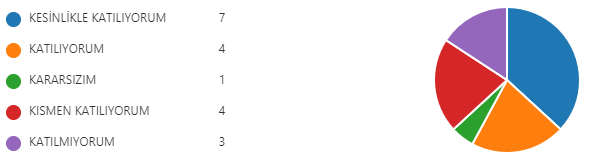 KESİNLİKLE KATILIYORUM 7
KATILIYORUM 4
KARARSIZIM 1
KISMEN KATILIYORUM 4
KATILMIYORUM 3